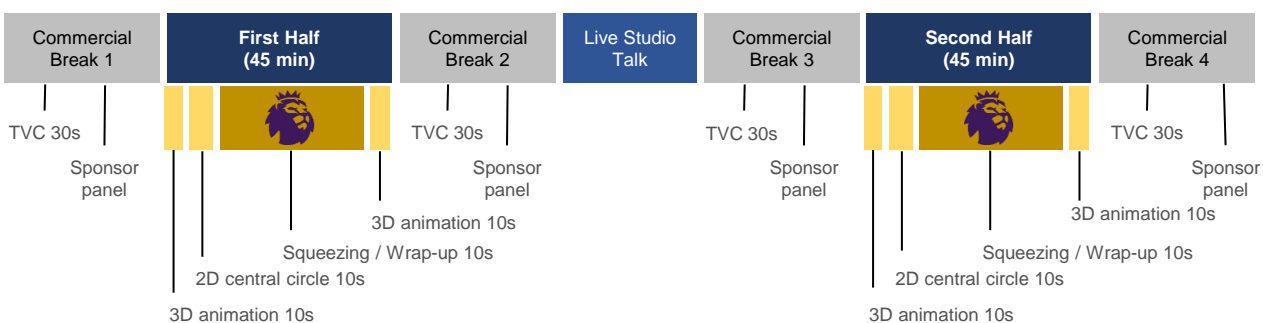 Commercial
Break 1
First Half
(45 min)
Commercial
Break 2
Live Studio
Talk
Commercial
Break 3
Second Half
(45 min)
Commercial
Break 4
TVC 30s
Sponsor
panel
TVC 30s
Sponsor
panel
TVC 30s
Sponsor
panel
TVC 30s
Sponsor
panel
3D animation 10s
Squeezing / Wrap-up 10s
2D central circle 10s
3D animation 10s
3D animation 10s
Squeezing / Wrap-up 10s
2D central circle 10s
3D animation 10s